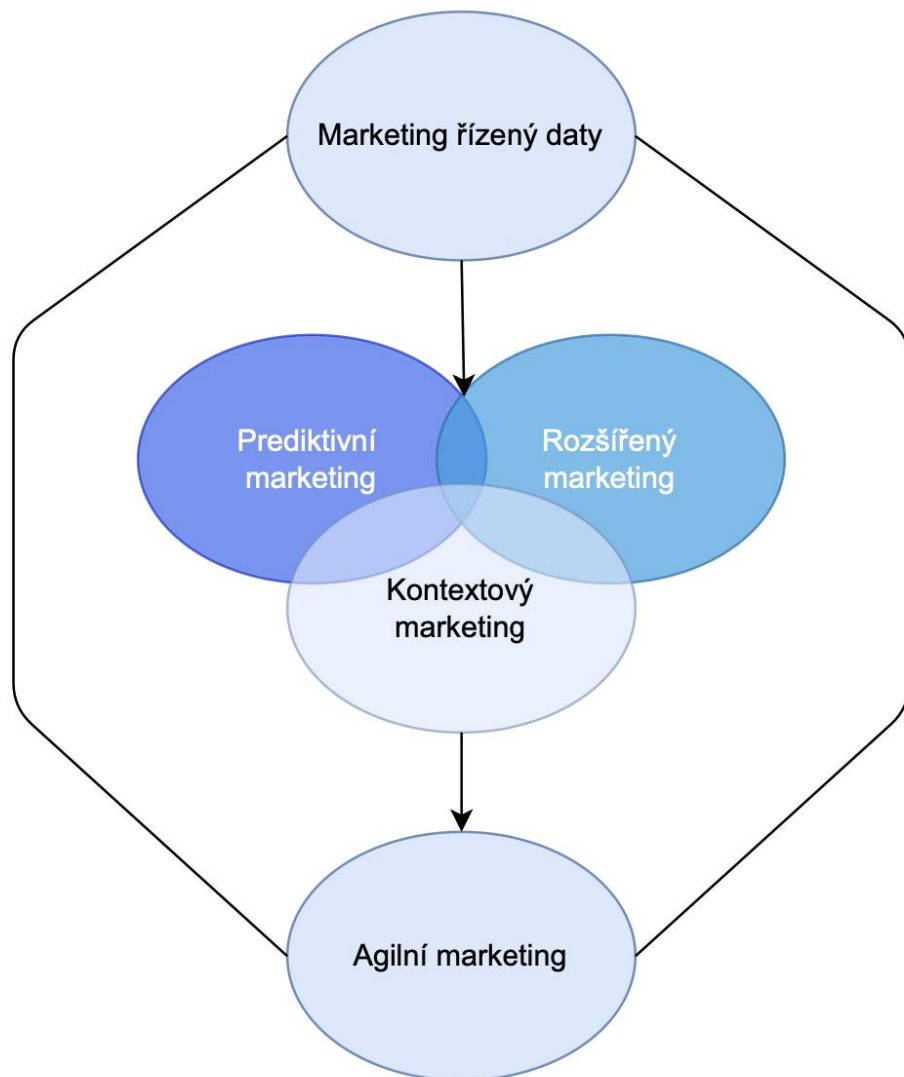 Marketing řízený daty
Prediktivní
marketing
Rozšířený
marketing
Kontextový
marketing
Agilní marketing